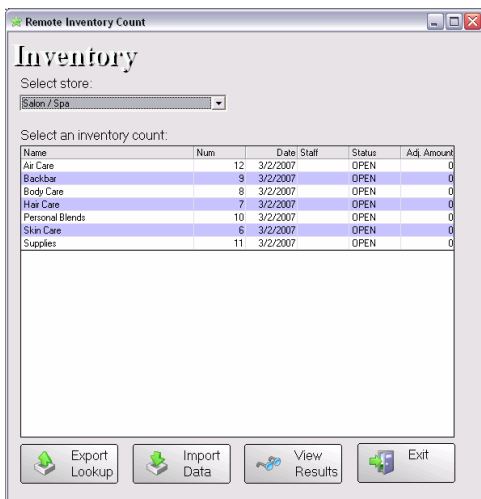 Remote Inventory Count
Inventory
Select store:
Salon / Spa
Select an inventory count:
Name Num Date Staff Status Adj. Amount
Air Care 12 3/2/2007 OPEN 0
Backbar 9 3/2/2007 OPEN 0
Body Care 8 3/2/2007 OPEN 0
Hair Care 7 3/2/2007 OPEN 0
Personal Blends 10 3/2/2007 OPEN 0
Skin Care 6 3/2/2007 OPEN 0
Supplies 11 3/2/2007 OPEN 0
Export Import View Exit
Lookup Data Results